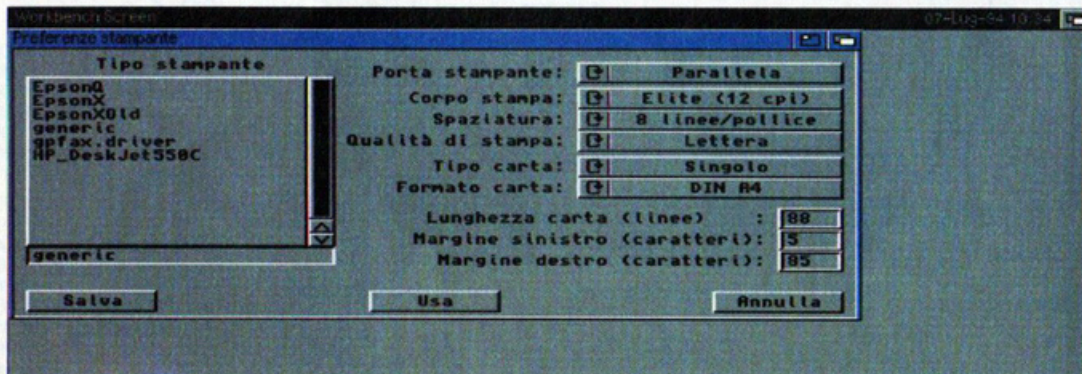 Workbench Screen 07-Lug-94 10:34
Preferenze stampante
Tipo stampante
EpsonQ
EpsonX
EpsonXOld
generic
gpfax.driver
HP_DeskJet550C
generic
Porta stampante: Parallela
Corpo stampa: Elite (12 cpi)
Spaziatura: 8 linee/pollice
Qualità di stampa: Lettera
Tipo carta: Singolo
Formato carta: DIN A4
Lunghezza carta (linee) : 88
Margine sinistro (caratteri): 5
Margine destro (caratteri): 85
Salva Usa Annulla